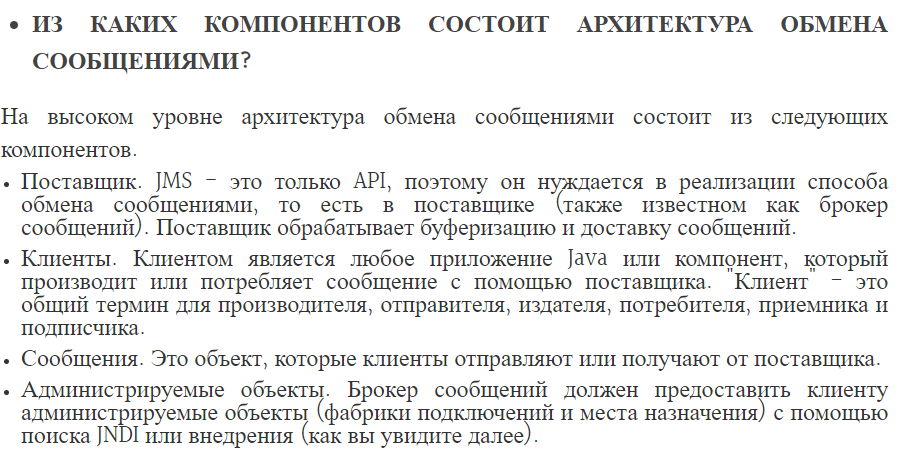 • ИЗ КАКИХ КОМПОНЕНТОВ СОСТОИТ АРХИТЕКТУРА ОБМЕНА
СООБЩЕНИЯМИ?
На высоком уровне архитектура обмена сообщениями состоит из следующих
компонентов.
• Поставщик. JMS – это только API, поэтому он нуждается в реализации способа
обмена сообщениями, то есть в поставщике (также известном как брокер
сообщений). Поставщик обрабатывает буферизацию и доставку сообщений.
• Клиенты. Клиентом является любое приложение Java или компонент, который
производит или потребляет сообщение с помощью поставщика. "Клиент" – это
общий термин для производителя, отправителя, издателя, потребителя, приемника и
подписчика.
• Сообщения. Это объект, которые клиенты отправляют или получают от поставщика.
• Администрируемые объекты. Брокер сообщений должен предоставить клиенту
администрируемые объекты (фабрики подключений и места назначения) с помощью
поиска JNDI или внедрения (как вы увидите далее).